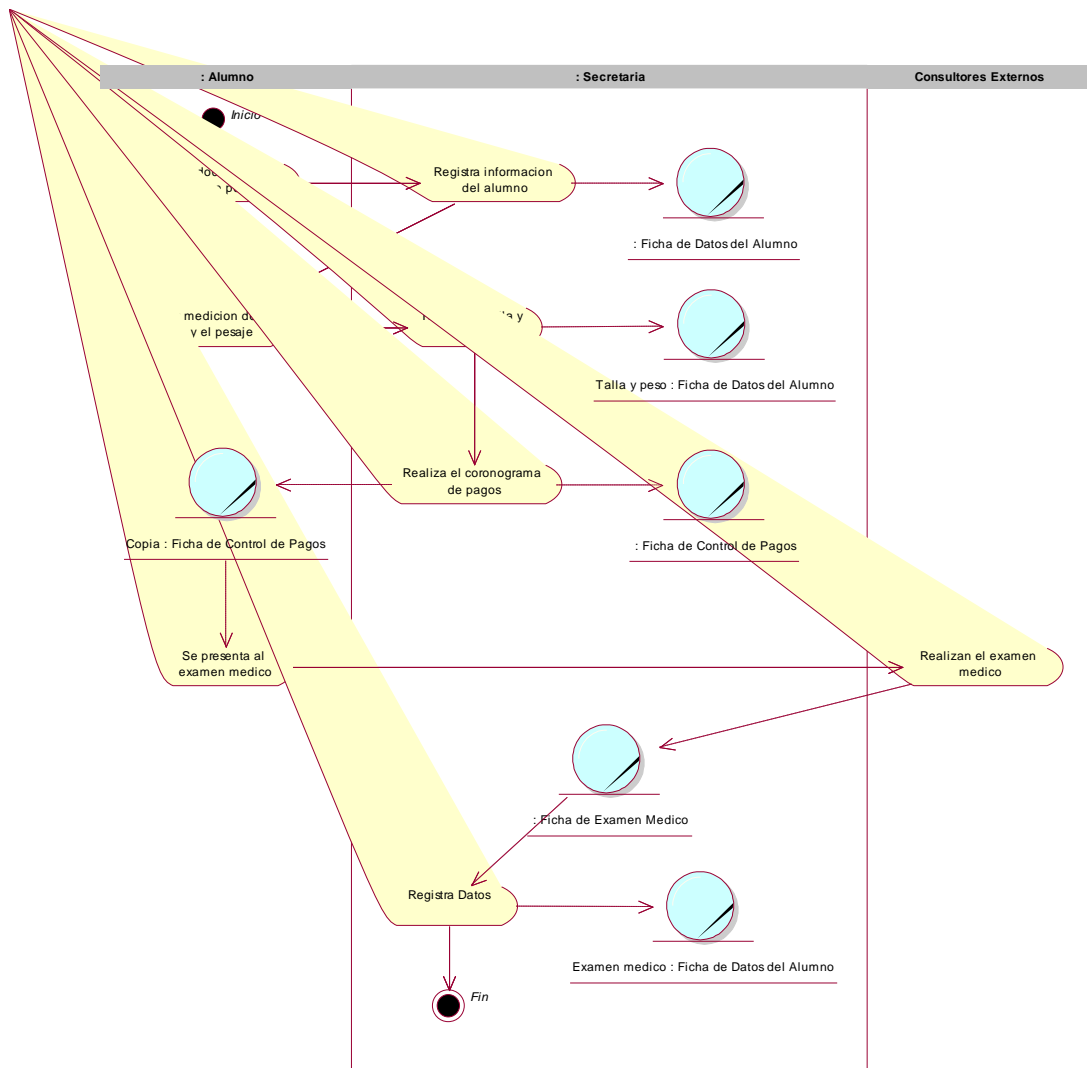 : Alumno
: Secretaria
Consultores Externos
Inicio
Registra informacion
del alumno
: Ficha de Datos del Alumno
medicion
y el pesaje
y
Talla y peso : Ficha de Datos del Alumno
Realiza el coronograma
de pagos
Copia : Ficha de Control de Pagos
: Ficha de Control de Pagos
Se presenta al
examen medico
Realizan el examen
medico
: Ficha de Examen Medico
Registra Datos
Examen medico : Ficha de Datos del Alumno
Fin